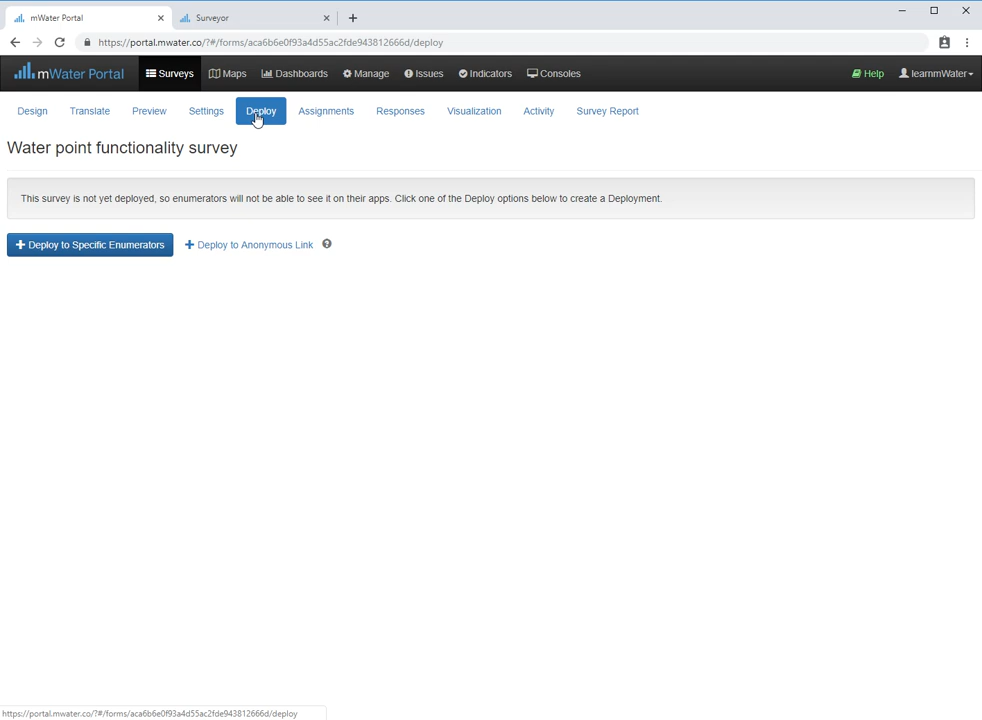 mWater Portal
Surveyor
https://portal.mwater.co/?#/forms/aca6b6e0f93a4d55ac2fde943812666d/deploy
mWater Portal Surveys Maps Dashboards Manage Issues Indicators Consoles Help learnmWater
Design Translate Preview Settings Deploy Assignments Responses Visualization Activity Survey Report
Water point functionality survey
This survey is not yet deployed, so enumerators will not be able to see it on their apps. Click one of the Deploy options below to create a Deployment.
+ Deploy to Specific Enumerators + Deploy to Anonymous Link ?
https://portal.mwater.co/?#/forms/aca6b6e0f93a4d55ac2fde943812666d/deploy